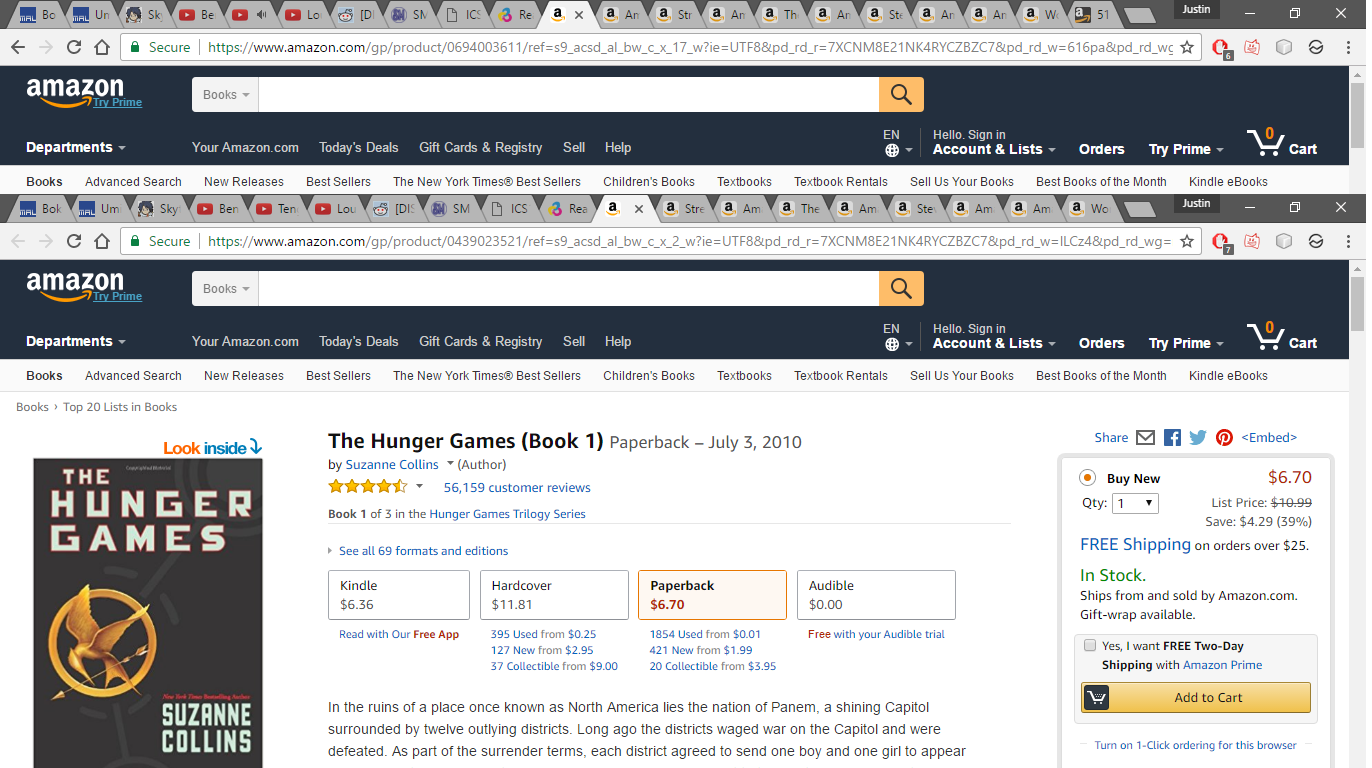 Bo Un Sky Be Lo [DI SM ICS Re An Str An Th An Ste An An Wo 51 Justin
Secure https://www.amazon.com/gp/product/0694003611/ref=s9_acsd_al_bw_c_x_17_w?ie=UTF8&pd_rd_r=7XCNM8E21NK4RYCZBZC7&pd_rd_w=616pa&pd_rd_wg 6
amazon
Try Prime
Books
EN Hello. Sign in 0
Departments Your Amazon.com Today's Deals Gift Cards & Registry Sell Help Account & Lists Orders Try Prime Cart
Books Advanced Search New Releases Best Sellers The New York Times® Best Sellers Children's Books Textbooks Textbook Rentals Sell Us Your Books Best Books of the Month Kindle eBooks
MAL Bok MAL Um Sky Ben Ten Lou [DIS SM ICS Rea Stre Ama The Ama Ste Ama Ama Wo Justin
Secure https://www.amazon.com/gp/product/0439023521/ref=s9_acsd_al_bw_c_x_2_w?ie=UTF8&pd_rd_r=7XCNM8E21NK4RYCZBZC7&pd_rd_w=ILCz4&pd_rd_wg= 7
amazon
Try Prime
Books
EN Hello. Sign in 0
Departments Your Amazon.com Today's Deals Gift Cards & Registry Sell Help Account & Lists Orders Try Prime Cart
Books Advanced Search New Releases Best Sellers The New York Times® Best Sellers Children's Books Textbooks Textbook Rentals Sell Us Your Books Best Books of the Month Kindle eBooks
Books › Top 20 Lists in Books
Look inside
THE
HUNGER
GAMES
New York Times Bestselling Author
SUZANNE
COLLINS
The Hunger Games (Book 1) Paperback – July 3, 2010
by Suzanne Collins (Author)
56,159 customer reviews
Book 1 of 3 in the Hunger Games Trilogy Series
See all 69 formats and editions
Kindle
$6.36
Read with Our Free App
Hardcover
$11.81
395 Used from $0.25
127 New from $2.95
37 Collectible from $9.00
Paperback
$6.70
1854 Used from $0.01
421 New from $1.99
20 Collectible from $3.95
Audible
$0.00
Free with your Audible trial
In the ruins of a place once known as North America lies the nation of Panem, a shining Capitol
surrounded by twelve outlying districts. Long ago the districts waged war on the Capitol and were
defeated. As part of the surrender terms, each district agreed to send one boy and one girl to appear
Share <Embed>
Buy New $6.70
Qty: 1 List Price: $10.99
Save: $4.29 (39%)
FREE Shipping on orders over $25.
In Stock.
Ships from and sold by Amazon.com.
Gift-wrap available.
Yes, I want FREE Two-Day
Shipping with Amazon Prime
Add to Cart
Turn on 1-Click ordering for this browser